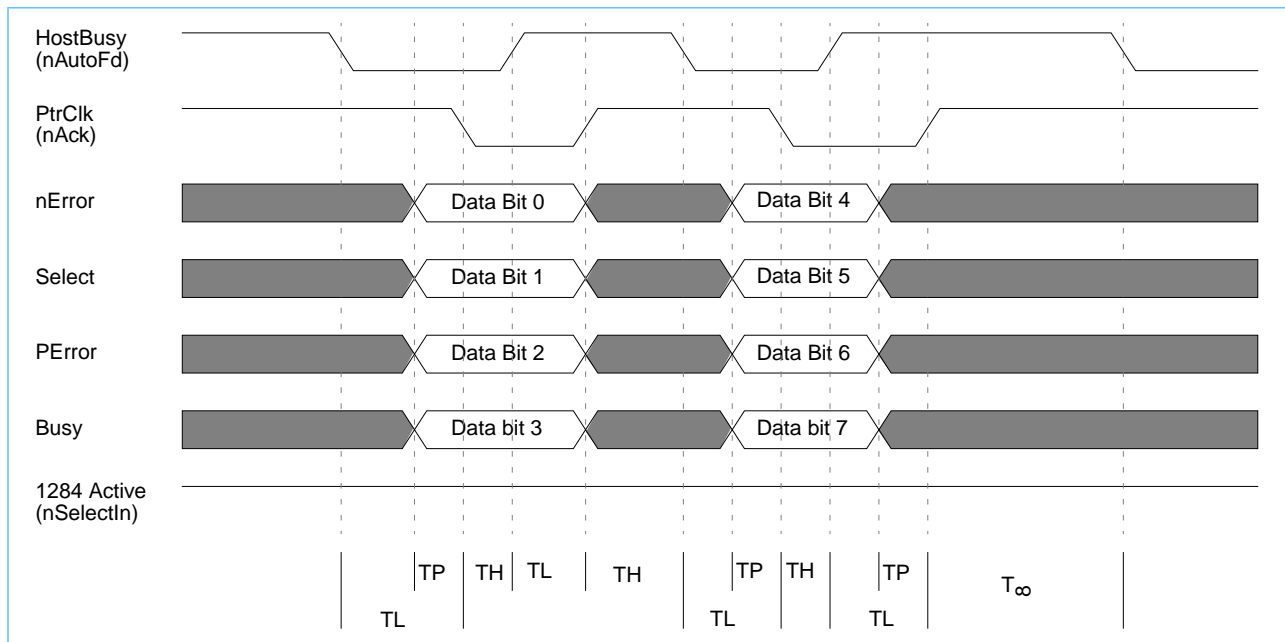 HostBusy
(nAutoFd)
PtrClk
(nAck)
nError
Data Bit 0
Data Bit 4
Select
Data Bit 1
Data Bit 5
PError
Data Bit 2
Data Bit 6
Busy
Data bit 3
Data bit 7
1284 Active
(nSelectIn)
TP
TH
TL
TH
TP
TH
TP
T∞
TL
TL
TL